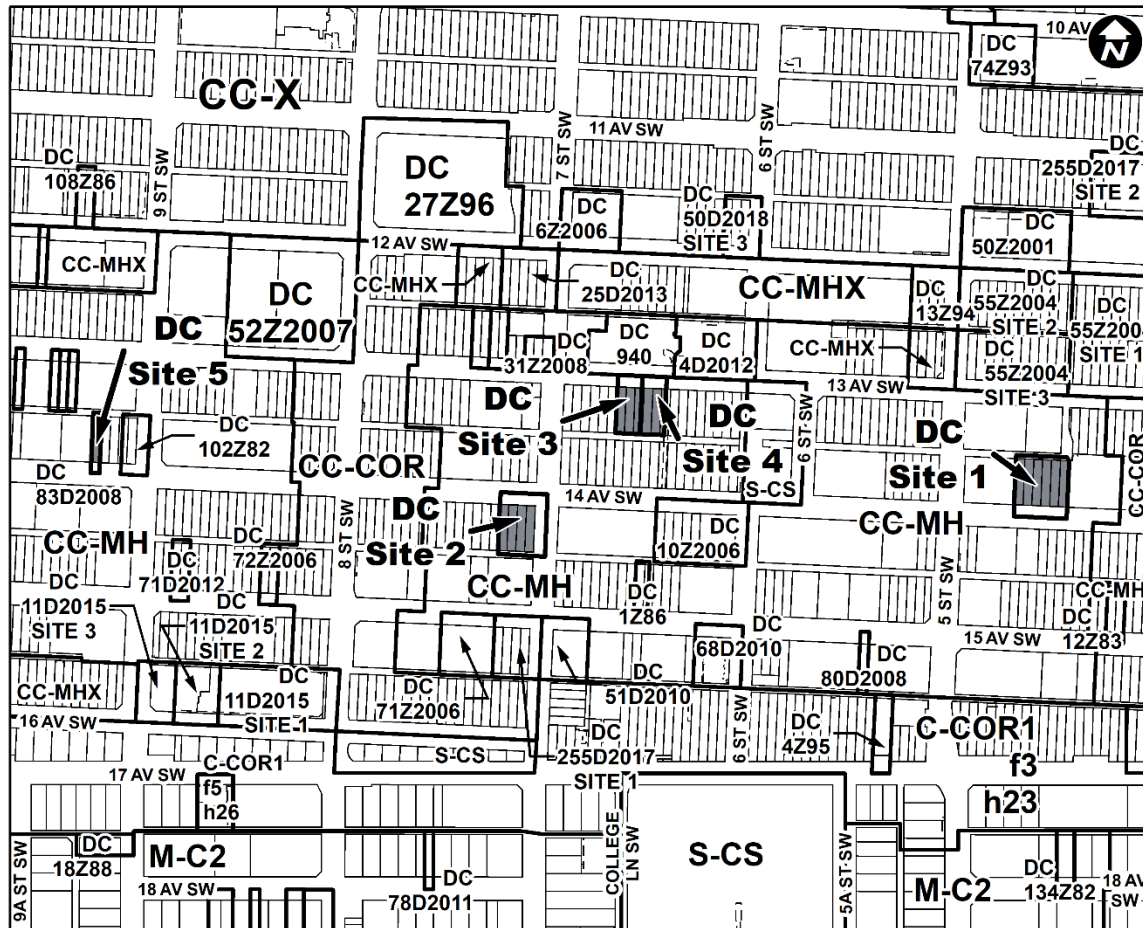 10 AV
N
DC
74Z93
CC-X
11 AV SW
7 ST SW
6 ST SW
9 ST SW
DC
108Z86
DC
27Z96
DC
255D2017
SITE 2
DC
6Z2006
DC
50D2018
SITE 3
DC
50Z2001
12 AV SW
CC-MHX
CC-MHX
DC
25D2013
CC-MHX
DC
13Z94
DC
55Z2004
SITE 2
DC
55Z200
SITE 1
DC
52Z2007
DC
31Z2008
DC
940
DC
4D2012
CC-MHX
DC
55Z2004
SITE 3
13 AV SW
DC
Site 5
DC
Site 3
DC
Site 4
6 ST SW
DC
S-CS
DC
Site 1
CC-COR
DC
102Z82
DC
83D2008
CC-COR
14 AV SW
DC
Site 2
8 ST SW
DC
10Z2006
CC-MH
CC-MH
DC
72Z2006
DC
71D2012
CC-MH
DC
1Z86
5 ST SW
CC-MH
DC
12Z83
DC
11D2015
SITE 3
DC
11D2015
SITE 2
15 AV SW
DC
68D2010
DC
80D2008
CC-MHX
DC
11D2015
SITE 1
DC
71Z2006
DC
51D2010
16 AV SW
S-CS
DC
255D2017
SITE 1
6 ST SW
DC
4Z95
C-COR1
f3
h23
C-COR1
f5
h26
17 AV SW
COLLEGE
LN SW
S-CS
5A ST SW
9A ST SW
DC
18Z88
M-C2
18 AV SW
DC
78D2011
M-C2
DC
134Z82
18 AV
SW